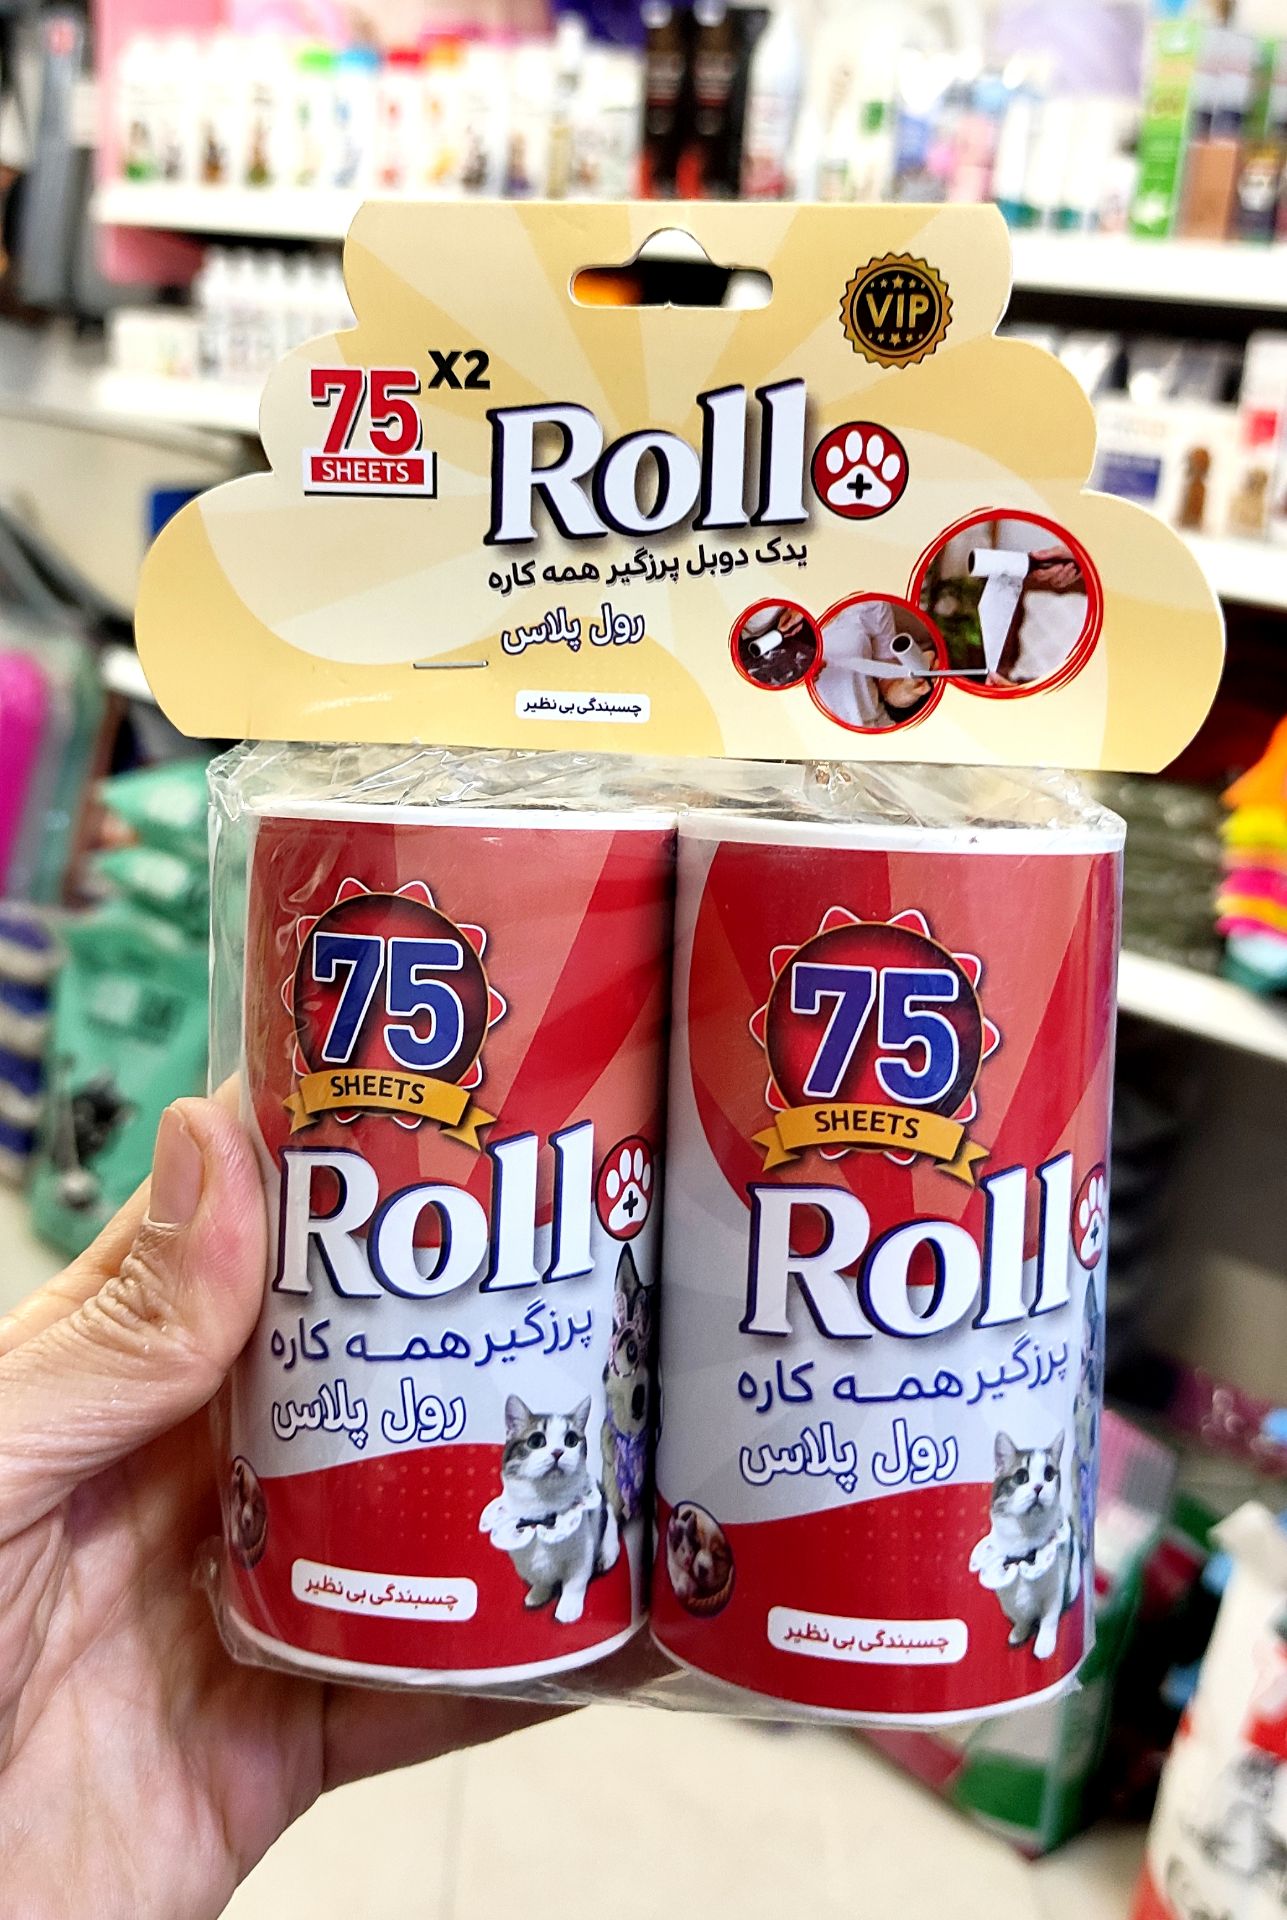 VIP
75 X2
SHEETS
Roll
یدک دوبل پرزگیر همه کاره
رول پلاس
چسبندگی بی نظیر
75
SHEETS
Roll
پرزگیر همه کاره
رول پلاس
چسبندگی بی نظیر
75
SHEETS
Roll
پرزگیر همه کاره
رول پلاس
چسبندگی بی نظیر